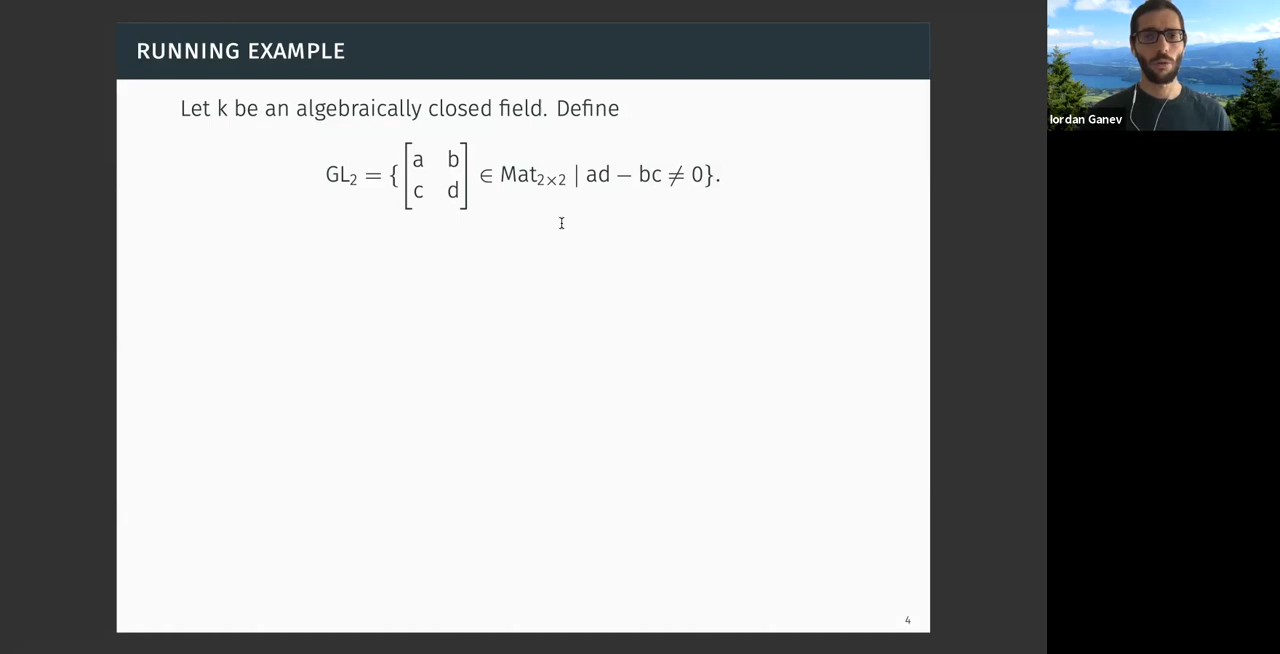 RUNNING EXAMPLE
Let k be an algebraically closed field. Define
GL₂ = {[a b; c d] ∈ Mat₂ₓ₂ | ad − bc ≠ 0}.
4
Iordan Ganev